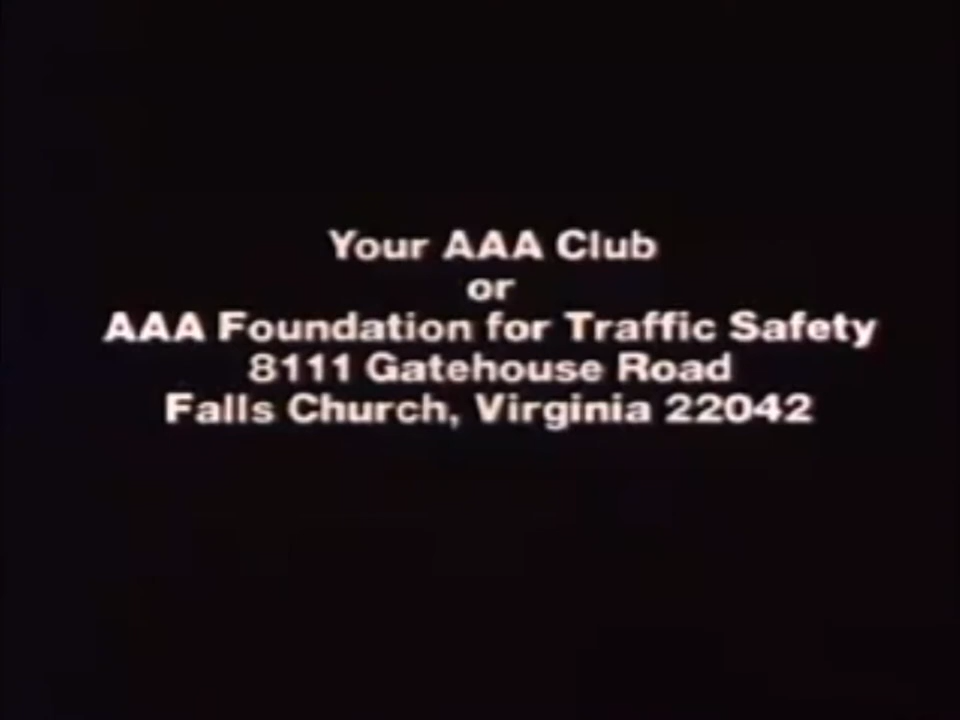 Your AAA Club
or
AAA Foundation for Traffic Safety
8111 Gatehouse Road
Falls Church, Virginia 22042